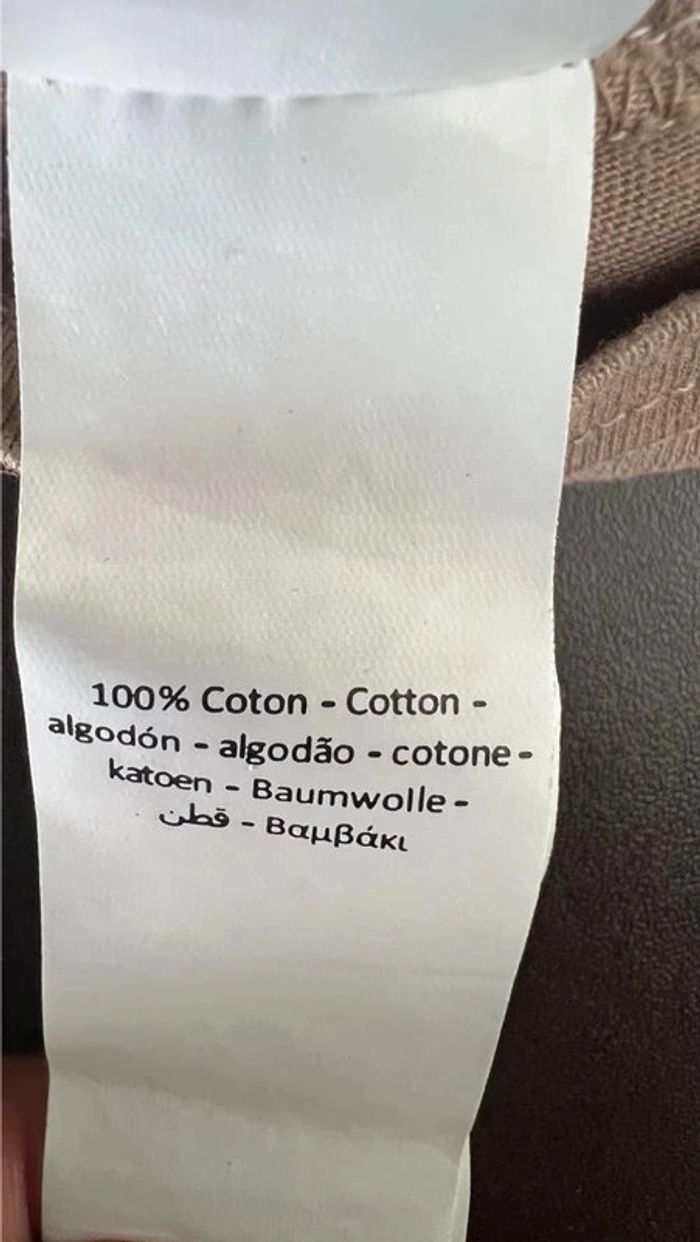 100% Coton - Cotton -
algodón - algodão - cotone -
katoen - Baumwolle -
قطن - Βαμβάκι